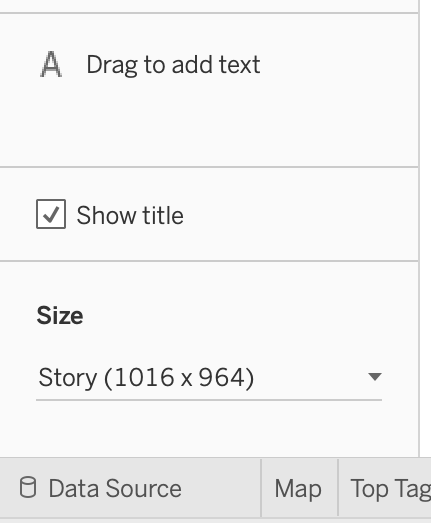 A Drag to add text
Show title
Size
Story (1016 x 964)
Data Source Map Top Tag